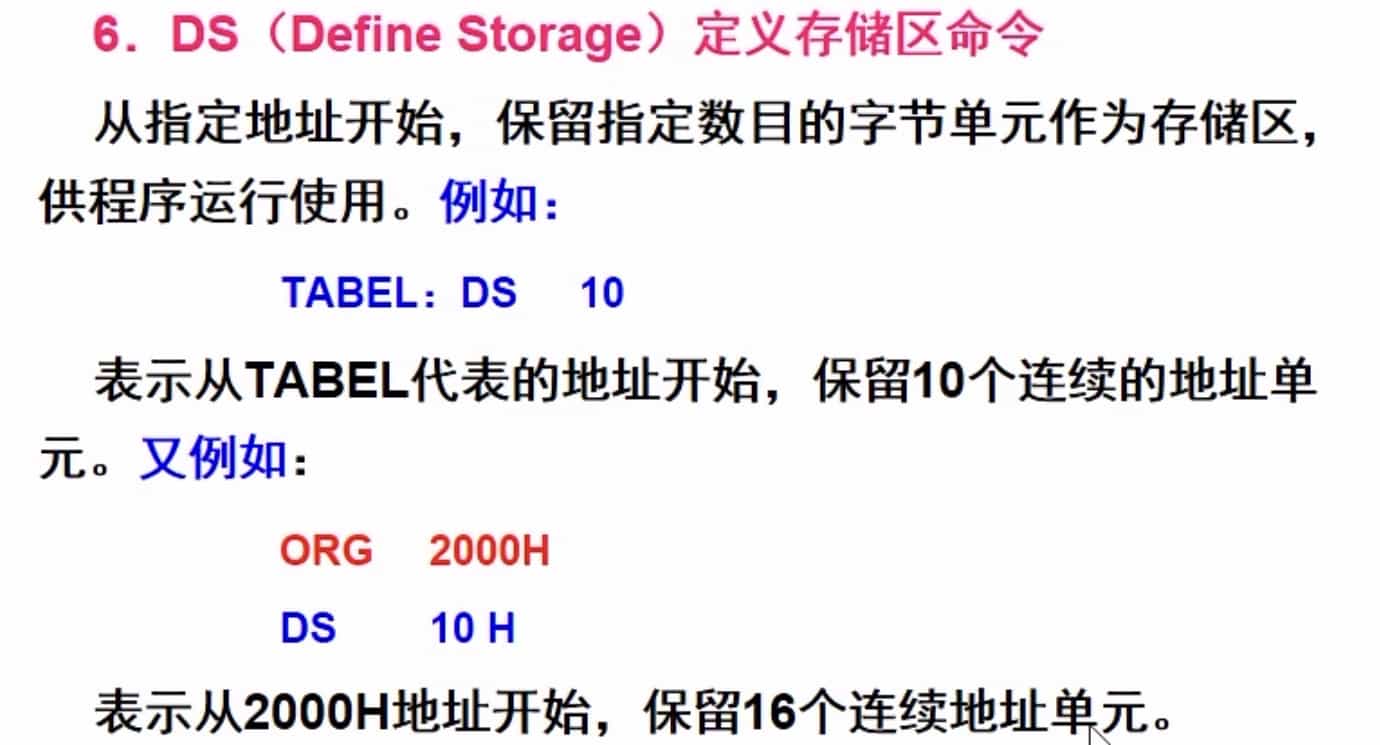 6．DS（Define Storage）定义存储区命令
从指定地址开始，保留指定数目的字节单元作为存储区，
供程序运行使用。例如：
TABEL：DS 10
表示从TABEL代表的地址开始，保留10个连续的地址单
元。又例如：
ORG 2000H
DS 10 H
表示从2000H地址开始，保留16个连续地址单元。